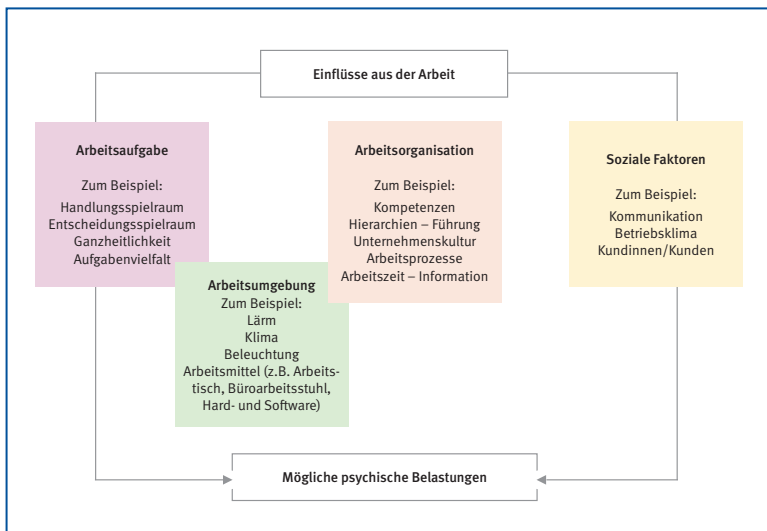 Einflüsse aus der Arbeit
Arbeitsaufgabe
Zum Beispiel:
Handlungsspielraum
Entscheidungsspielraum
Ganzheitlichkeit
Aufgabenvielfalt
Arbeitsumgebung
Zum Beispiel:
Lärm
Klima
Beleuchtung
Arbeitsmittel (z.B. Arbeits-
tisch, Büroarbeitsstuhl,
Hard- und Software)
Arbeitsorganisation
Zum Beispiel:
Kompetenzen
Hierarchien – Führung
Unternehmenskultur
Arbeitsprozesse
Arbeitszeit – Information
Soziale Faktoren
Zum Beispiel:
Kommunikation
Betriebsklima
Kundinnen/Kunden
Mögliche psychische Belastungen